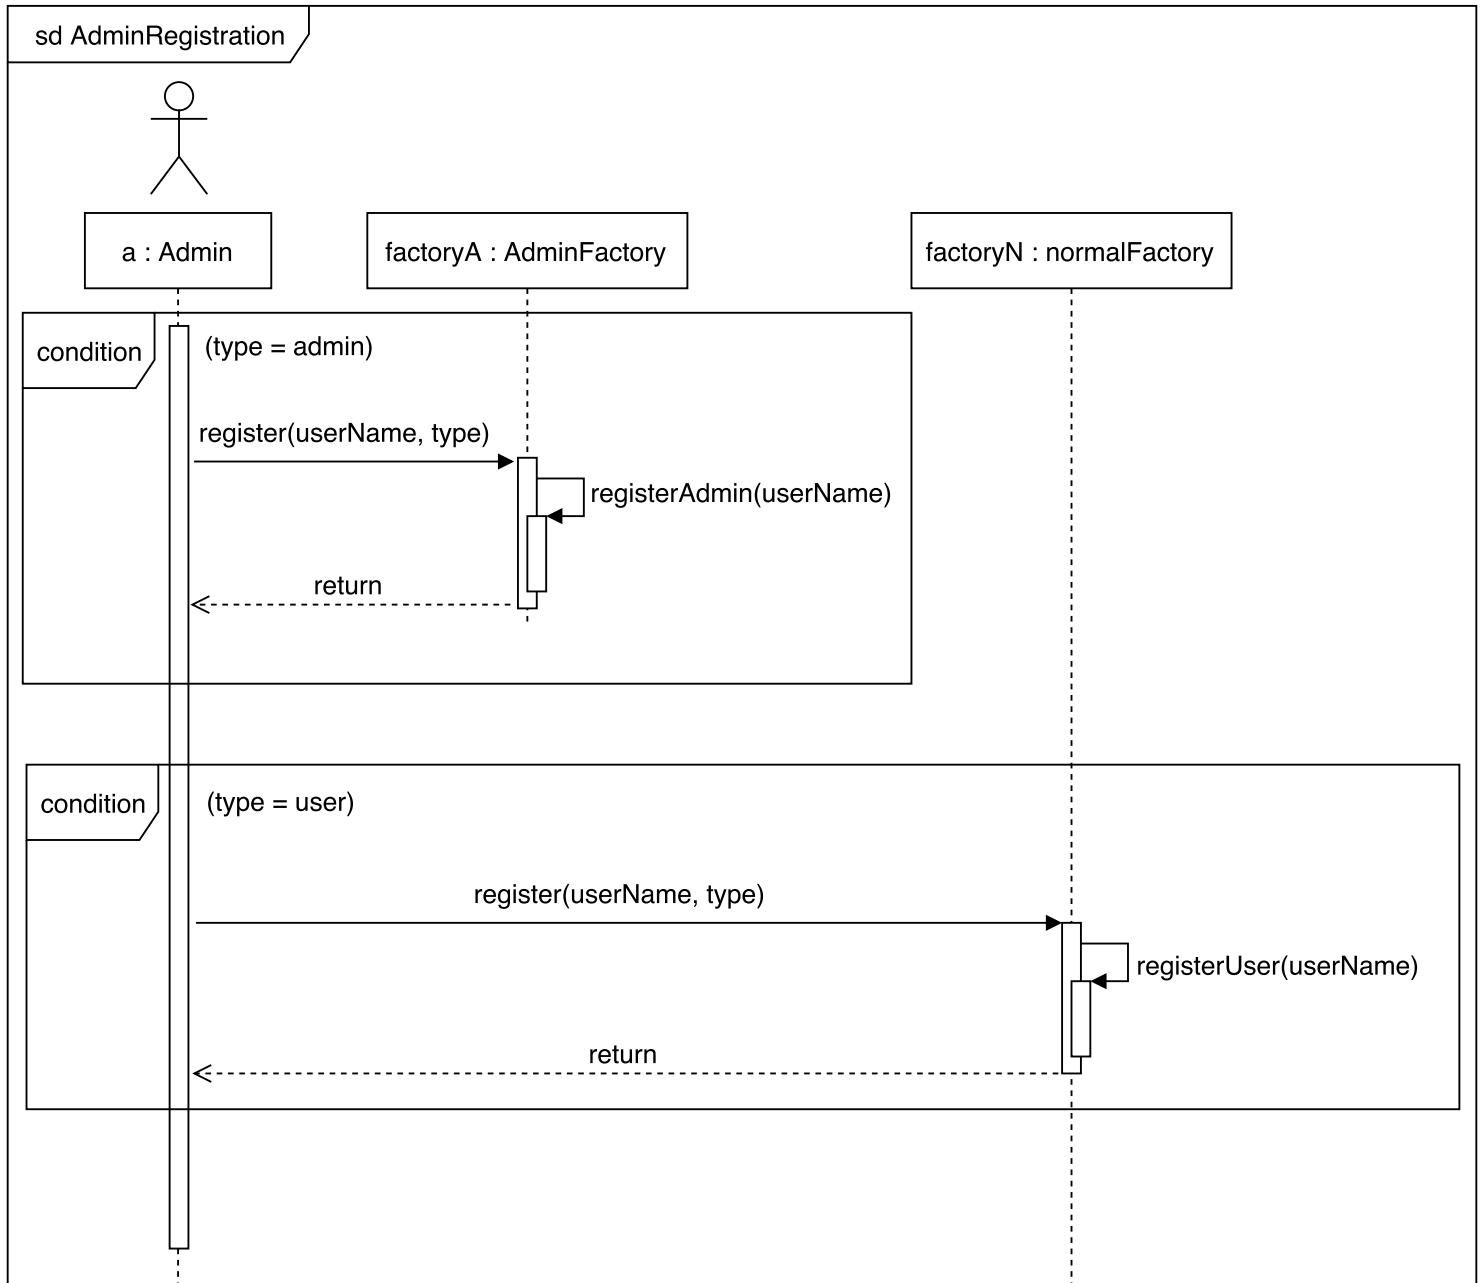 sd AdminRegistration
a : Admin
factoryA : AdminFactory
factoryN : normalFactory
condition
(type = admin)
register(userName, type)
registerAdmin(userName)
return
condition
(type = user)
register(userName, type)
registerUser(userName)
return